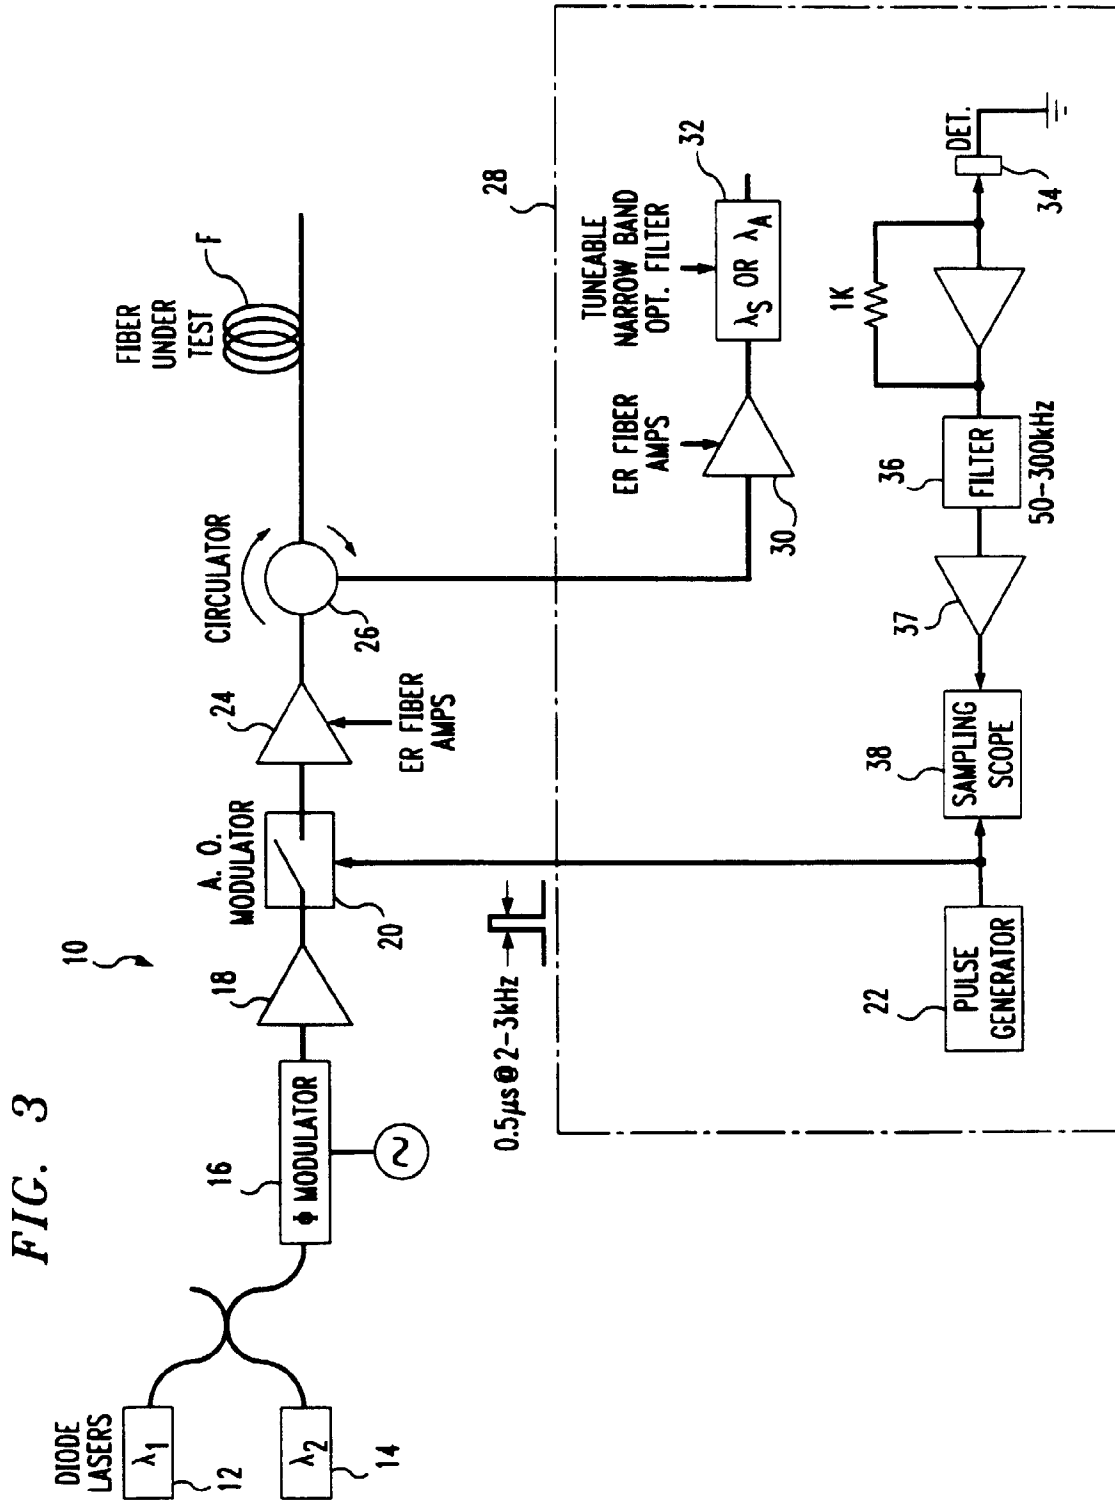 FIG. 3
10
DIODE
LASERS
λ1
12
λ2
14
16
Φ MODULATOR
18
A. O.
MODULATOR
20
24
ER FIBER
AMPS
CIRCULATOR
26
FIBER
UNDER
TEST
F
0.5μs@2-3kHz
28
ER FIBER
AMPS
30
TUNEABLE
NARROW BAND
OPT. FILTER
λS OR λA
32
22
PULSE
GENERATOR
38
SAMPLING
SCOPE
37
36
FILTER
50-300kHz
1K
DET.
34